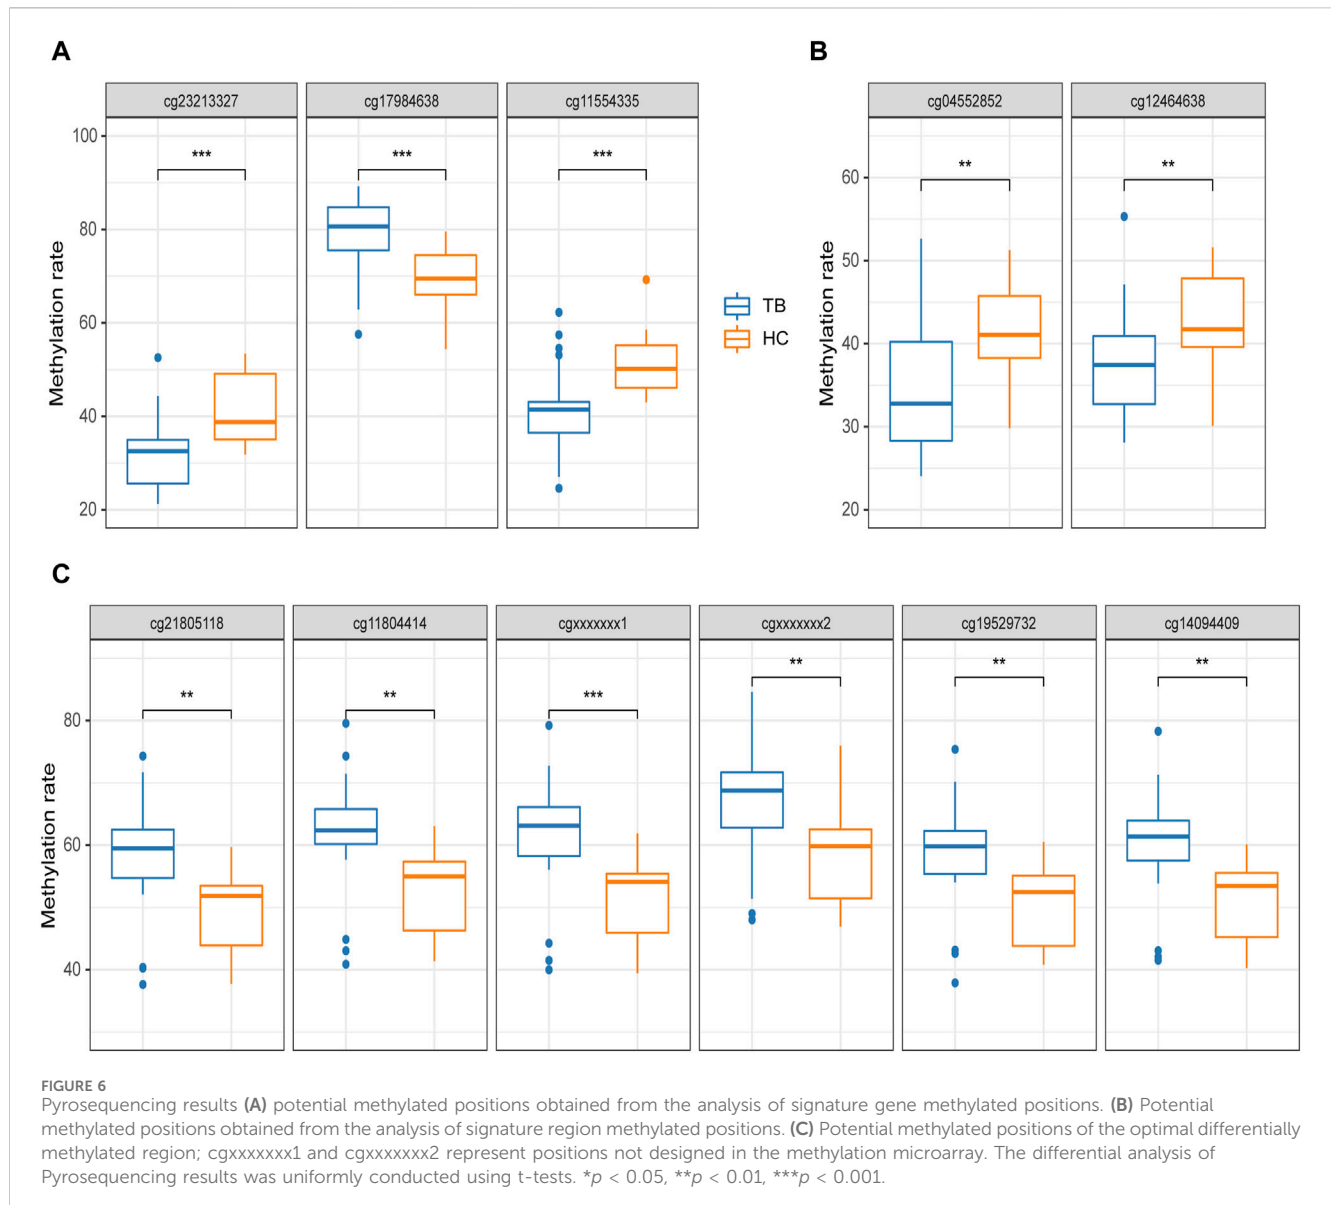 A
B
cg23213327 cg17984638 cg11554335
cg04552852 cg12464638
*** *** ***
** **
100
80
60
40
20
Methylation rate
TB
HC
60
50
40
30
20
Methylation rate
C
cg21805118 cg11804414 cgxxxxxxx1 cgxxxxxxx2 cg19529732 cg14094409
** ** *** ** ** **
80
60
40
Methylation rate
FIGURE 6
Pyrosequencing results (A) potential methylated positions obtained from the analysis of signature gene methylated positions. (B) Potential
methylated positions obtained from the analysis of signature region methylated positions. (C) Potential methylated positions of the optimal differentially
methylated region; cgxxxxxxx1 and cgxxxxxxx2 represent positions not designed in the methylation microarray. The differential analysis of
Pyrosequencing results was uniformly conducted using t-tests. *p < 0.05, **p < 0.01, ***p < 0.001.